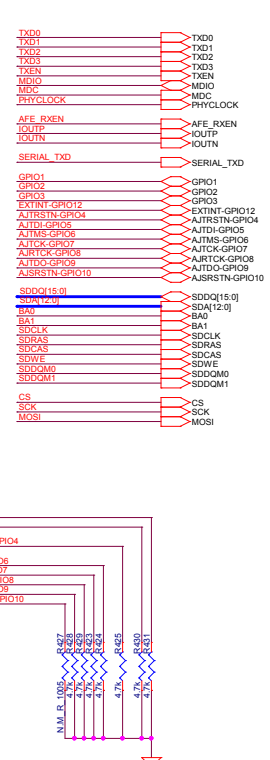 TXD0 TXD0
TXD1 TXD1
TXD2 TXD2
TXD3 TXD3
TXEN TXEN
MDIO MDIO
MDC MDC
PHYCLOCK PHYCLOCK
AFE_RXEN AFE_RXEN
IOUTP IOUTP
IOUTN IOUTN
SERIAL_TXD SERIAL_TXD
GPIO1 GPIO1
GPIO2 GPIO2
GPIO3 GPIO3
EXTINT-GPIO12 EXTINT-GPIO12
AJTRSTN-GPIO4 AJTRSTN-GPIO4
AJTDI-GPIO5 AJTDI-GPIO5
AJTMS-GPIO6 AJTMS-GPIO6
AJTCK-GPIO7 AJTCK-GPIO7
AJRTCK-GPIO8 AJRTCK-GPIO8
AJTDO-GPIO9 AJTDO-GPIO9
AJSRSTN-GPIO10 AJSRSTN-GPIO10
SDDQ[15:0] SDDQ[15:0]
SDA[12:0] SDA[12:0]
BA0 BA0
BA1 BA1
SDCLK SDCLK
SDRAS SDRAS
SDCAS SDCAS
SDWE SDWE
SDDQM0 SDDQM0
SDDQM1 SDDQM1
CS CS
SCK SCK
MOSI MOSI
PIO4
O6
O7
IO8
O9
PIO10
R427 R428 R429 R423 R424 R425 R430 R431
N.M_R_1005 4.7k 4.7k 4.7k 4.7k 4.7k 4.7k 4.7k